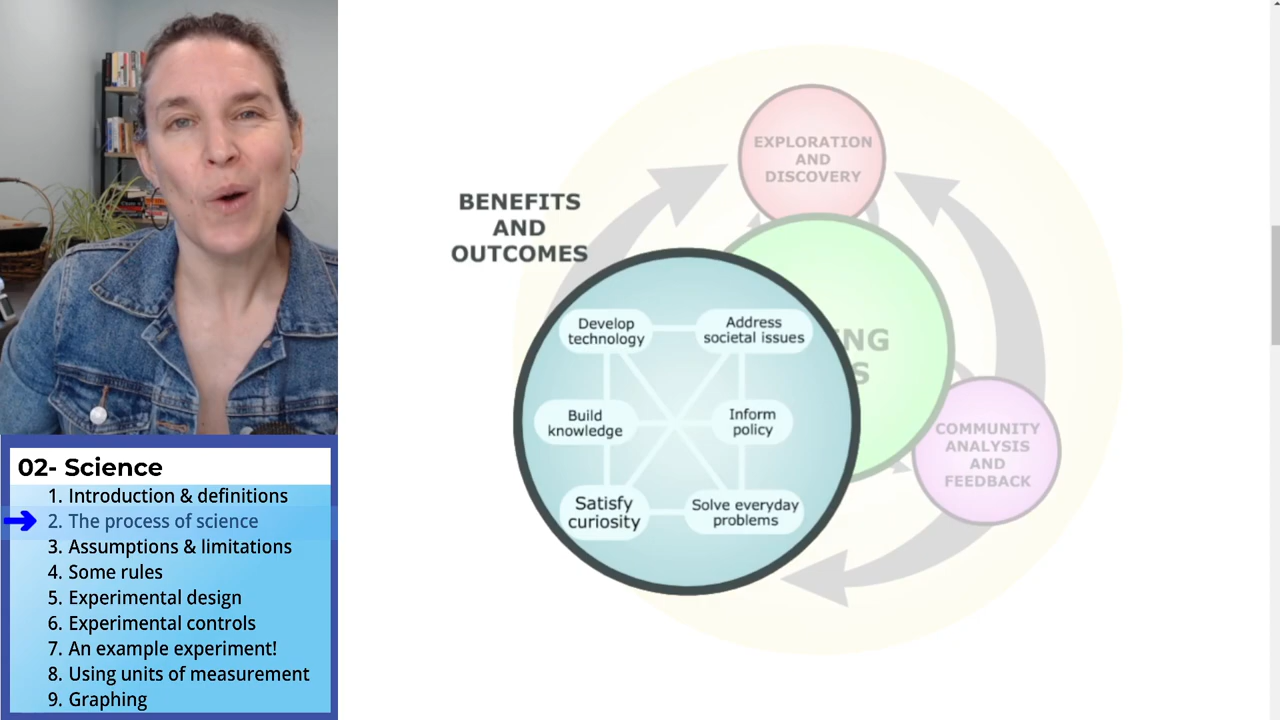 02- Science
1. Introduction & definitions
2. The process of science
3. Assumptions & limitations
4. Some rules
5. Experimental design
6. Experimental controls
7. An example experiment!
8. Using units of measurement
9. Graphing
EXPLORATION
AND
DISCOVERY
BENEFITS
AND
OUTCOMES
Develop
technology
Address
societal issues
Build
knowledge
Inform
policy
Satisfy
curiosity
Solve everyday
problems
NG
S
COMMUNITY
ANALYSIS
AND
FEEDBACK